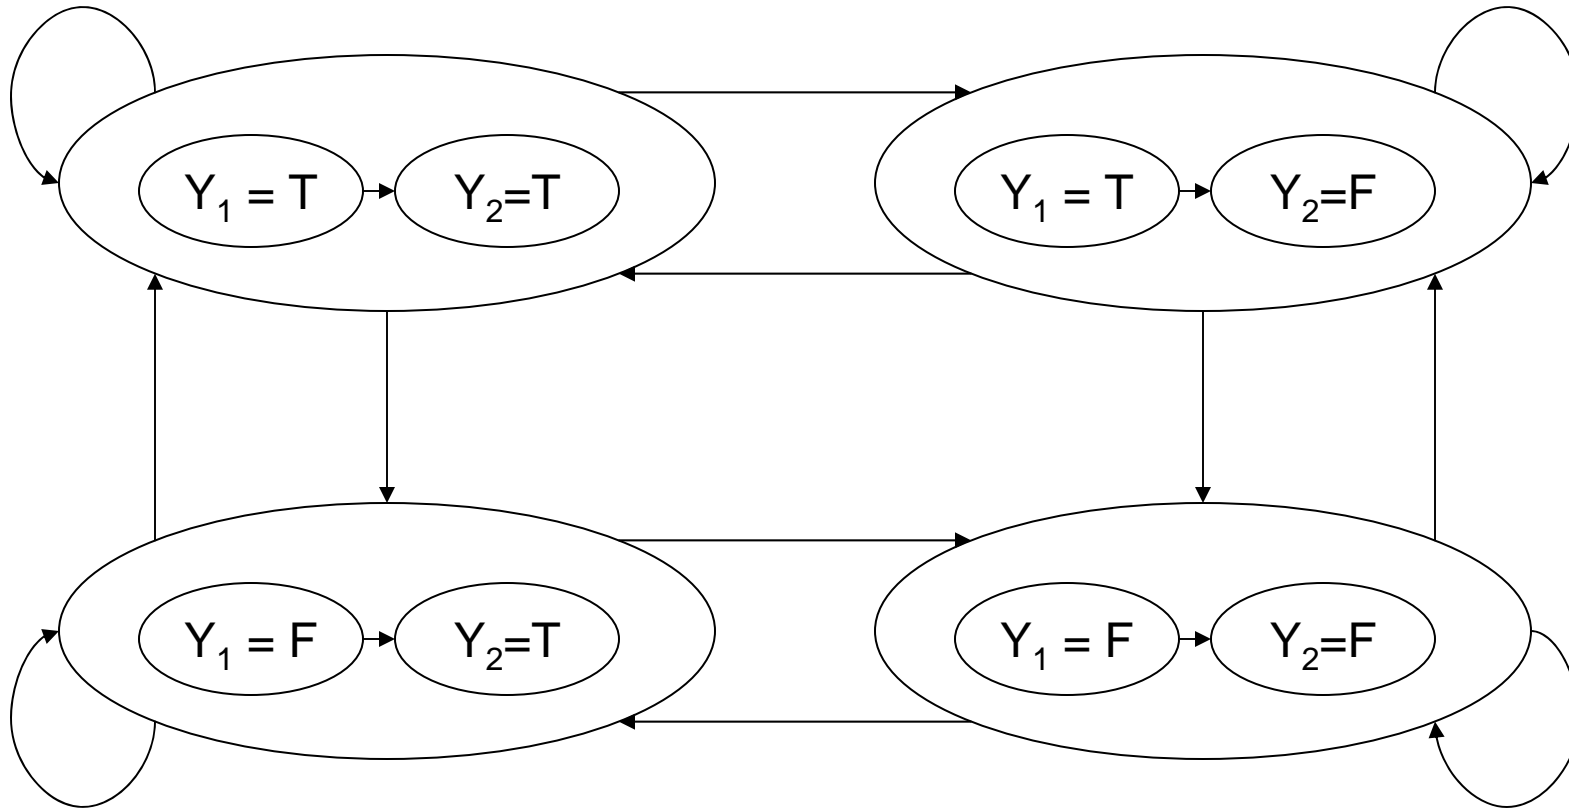 Y₁ = T Y₂=T Y₁ = T Y₂=F
Y₁ = F Y₂=T Y₁ = F Y₂=F